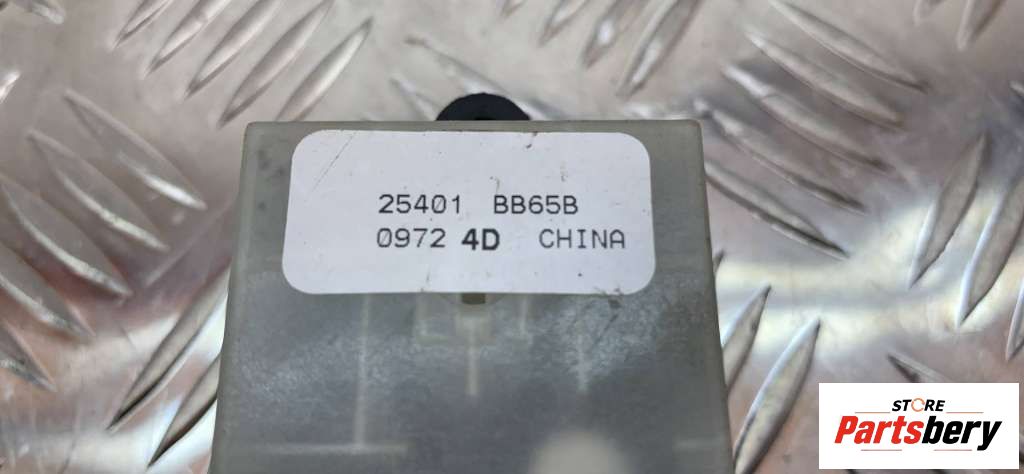 25401 BB65B
0972 4D CHINA
STORE
Partsbery